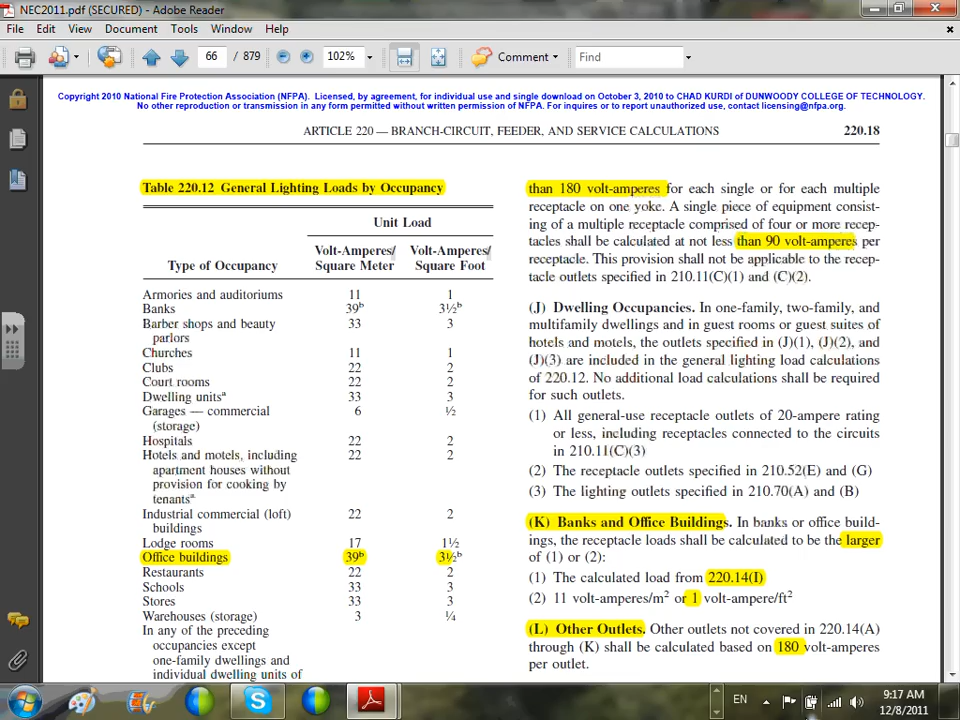 NEC2011.pdf (SECURED) - Adobe Reader
File Edit View Document Tools Window Help
66 / 879 102% Comment Find
Copyright 2010 National Fire Protection Association (NFPA). Licensed, by agreement, for individual use and single download on October 3, 2010 to CHAD KURDI of DUNWOODY COLLEGE OF TECHNOLOGY.
No other reproduction or transmission in any form permitted without written permission of NFPA. For inquires or to report unauthorized use, contact licensing@nfpa.org.
ARTICLE 220 — BRANCH-CIRCUIT, FEEDER, AND SERVICE CALCULATIONS 220.18
Table 220.12 General Lighting Loads by Occupancy
Unit Load
Volt-Amperes/ Volt-Amperes/
Type of Occupancy Square Meter Square Foot
Armories and auditoriums 11 1
Banks 39ᵇ 3½ᵇ
Barber shops and beauty 33 3
parlors
Churches 11 1
Clubs 22 2
Court rooms 22 2
Dwelling unitsᵃ 33 3
Garages — commercial 6 ½
(storage)
Hospitals 22 2
Hotels and motels, including 22 2
apartment houses without
provision for cooking by
tenantsᵃ
Industrial commercial (loft) 22 2
buildings
Lodge rooms 17 1½
Office buildings 39ᵇ 3½ᵇ
Restaurants 22 2
Schools 33 3
Stores 33 3
Warehouses (storage) 3 ¼
In any of the preceding
occupancies except
one-family dwellings and
individual dwelling units of
than 180 volt-amperes for each single or for each multiple
receptacle on one yoke. A single piece of equipment consist-
ing of a multiple receptacle comprised of four or more recep-
tacles shall be calculated at not less than 90 volt-amperes per
receptacle. This provision shall not be applicable to the recep-
tacle outlets specified in 210.11(C)(1) and (C)(2).
(J) Dwelling Occupancies. In one-family, two-family, and
multifamily dwellings and in guest rooms or guest suites of
hotels and motels, the outlets specified in (J)(1), (J)(2), and
(J)(3) are included in the general lighting load calculations
of 220.12. No additional load calculations shall be required
for such outlets.
(1) All general-use receptacle outlets of 20-ampere rating
or less, including receptacles connected to the circuits
in 210.11(C)(3)
(2) The receptacle outlets specified in 210.52(E) and (G)
(3) The lighting outlets specified in 210.70(A) and (B)
(K) Banks and Office Buildings. In banks or office build-
ings, the receptacle loads shall be calculated to be the larger
of (1) or (2):
(1) The calculated load from 220.14(I)
(2) 11 volt-amperes/m² or 1 volt-ampere/ft²
(L) Other Outlets. Other outlets not covered in 220.14(A)
through (K) shall be calculated based on 180 volt-amperes
per outlet.
EN 9:17 AM
12/8/2011